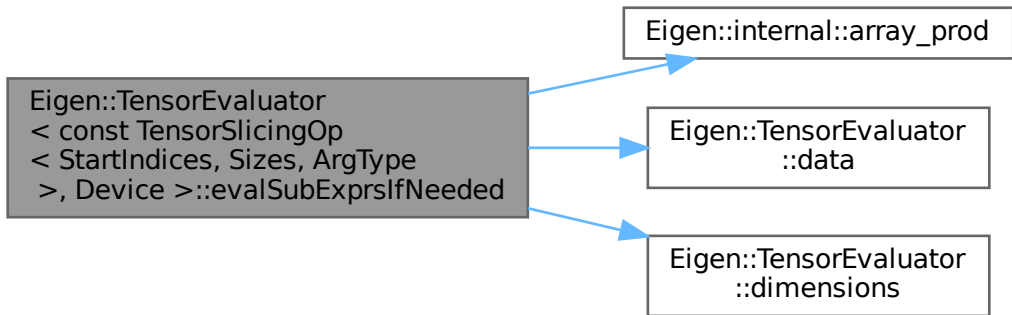 Eigen::TensorEvaluator
< const TensorSlicingOp
< StartIndices, Sizes, ArgType
>, Device >::evalSubExprsIfNeeded
Eigen::internal::array_prod
Eigen::TensorEvaluator
::data
Eigen::TensorEvaluator
::dimensions